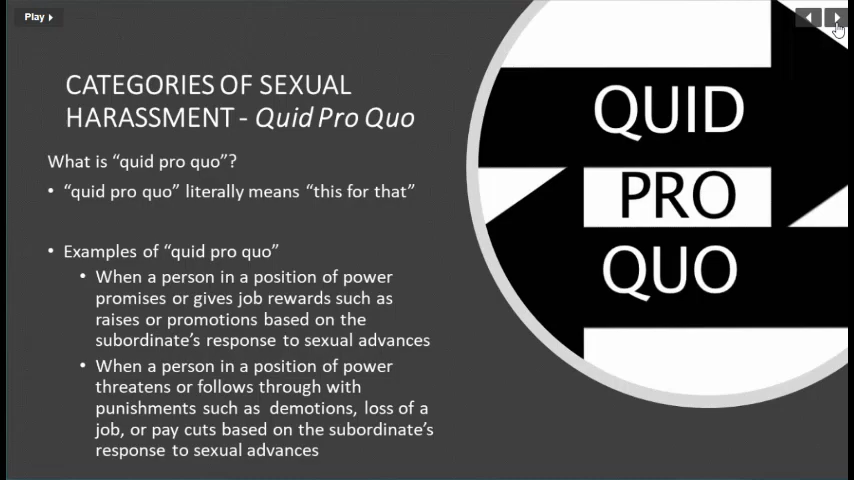 Play
CATEGORIES OF SEXUAL
HARASSMENT - Quid Pro Quo
What is “quid pro quo”?
• “quid pro quo” literally means “this for that”
• Examples of “quid pro quo”
• When a person in a position of power
promises or gives job rewards such as
raises or promotions based on the
subordinate’s response to sexual advances
• When a person in a position of power
threatens or follows through with
punishments such as demotions, loss of a
job, or pay cuts based on the subordinate’s
response to sexual advances
QUID
PRO
QUO